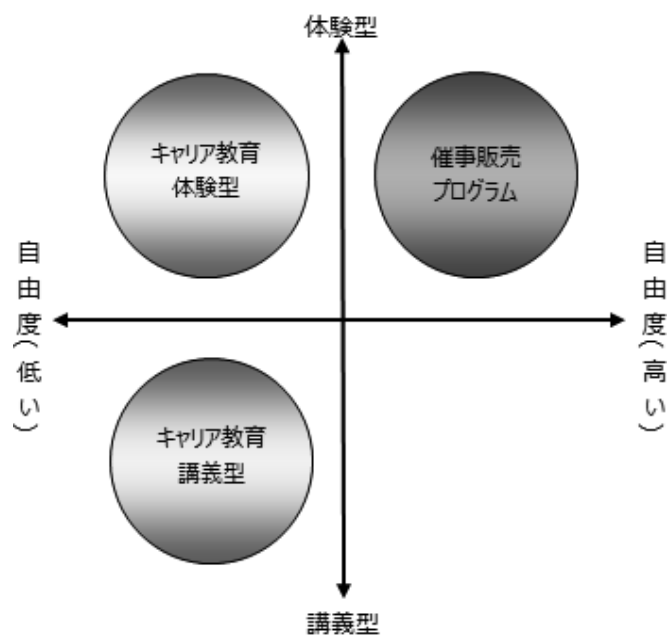 体験型
キャリア教育
体験型
催事販売
プログラム
自由度(低い)
自由度(高い)
キャリア教育
講義型
講義型